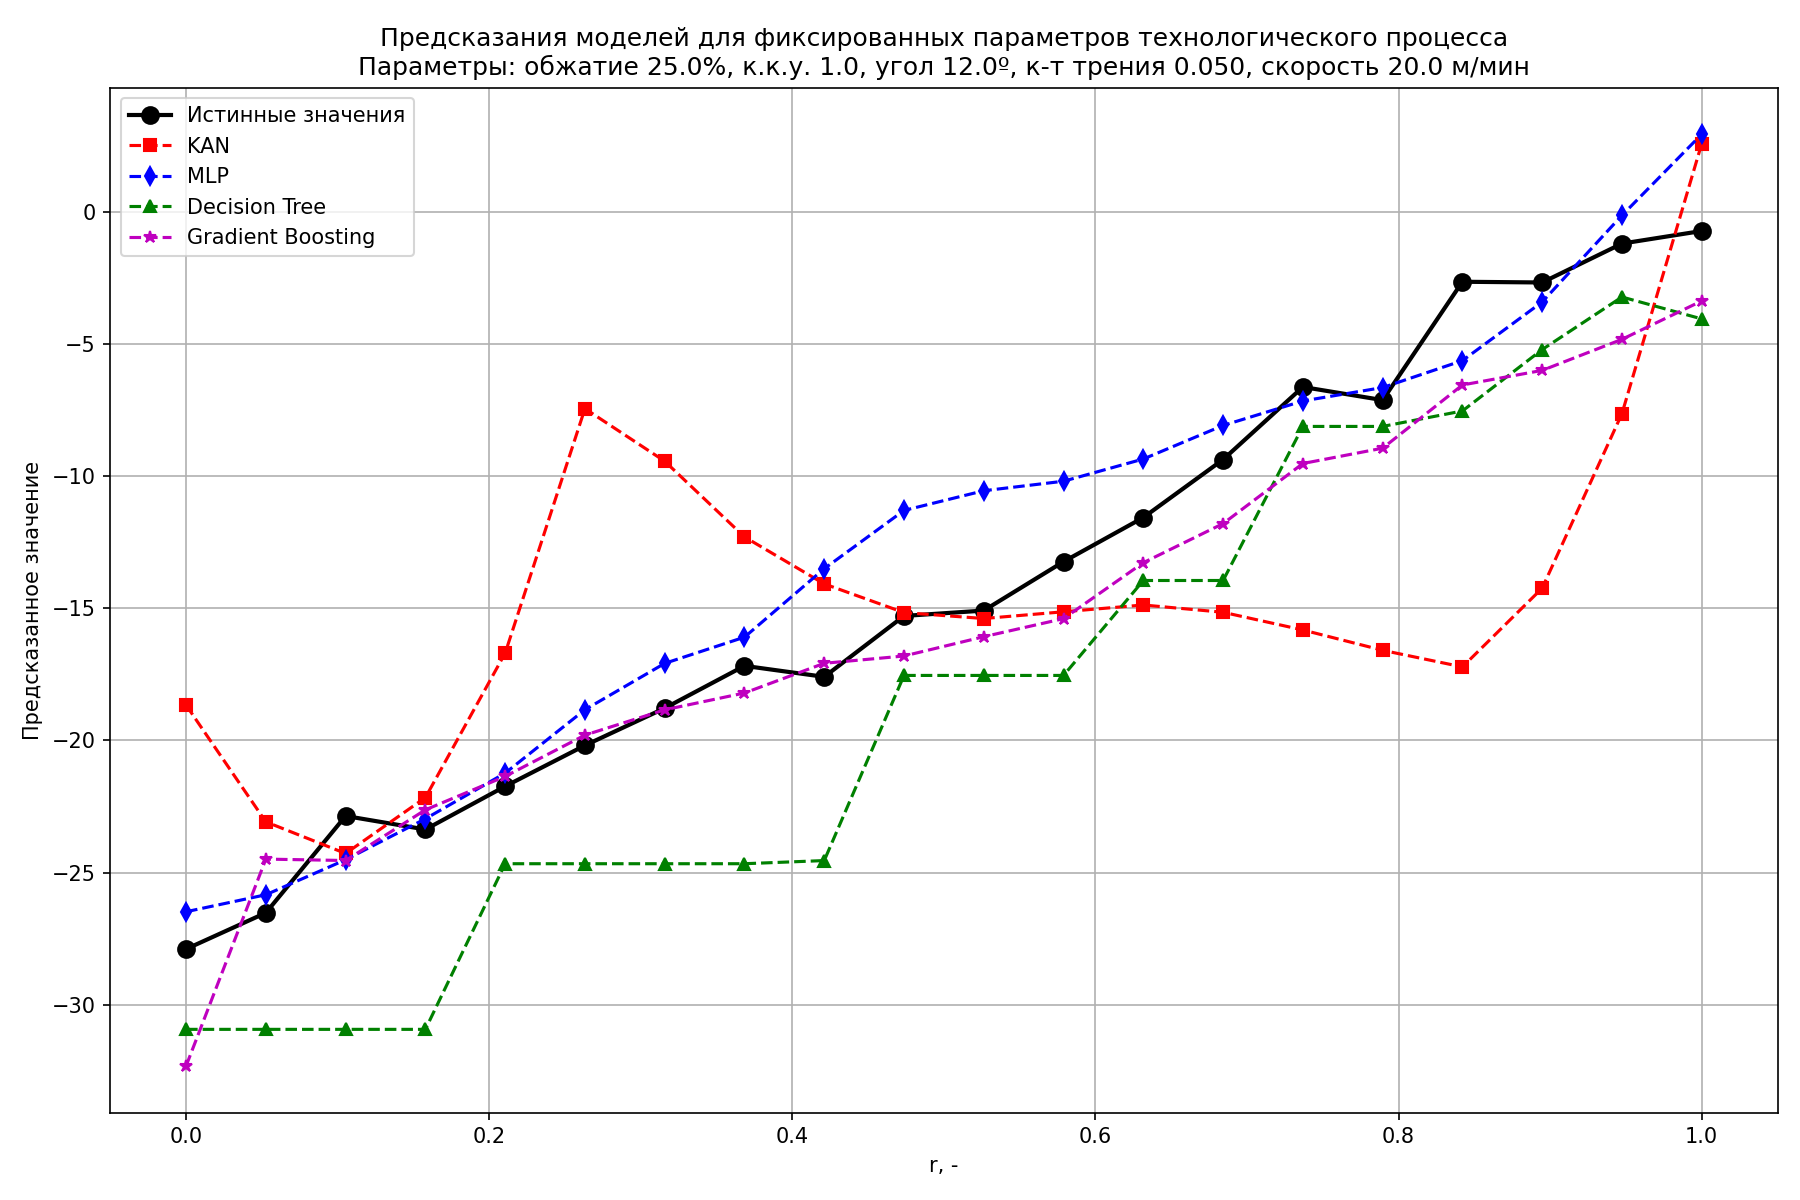 Предсказания моделей для фиксированных параметров технологического процесса
Параметры: обжатие 25.0%, к.к.у. 1.0, угол 12.0º, к-т трения 0.050, скорость 20.0 м/мин
Истинные значения
KAN
MLP
Decision Tree
Gradient Boosting
Предсказанное значение
0
−5
−10
−15
−20
−25
−30
0.0 0.2 0.4 0.6 0.8 1.0
r, -